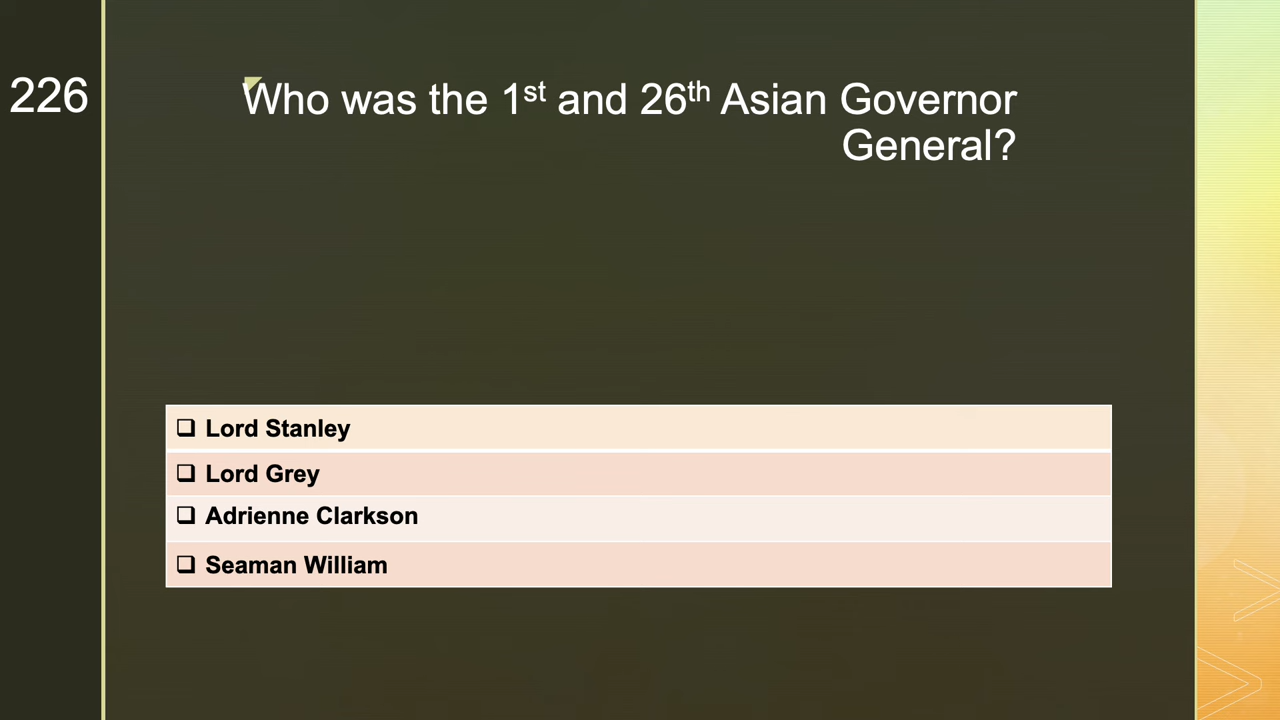 226
Who was the 1st and 26th Asian Governor
General?
❑ Lord Stanley
❑ Lord Grey
❑ Adrienne Clarkson
❑ Seaman William